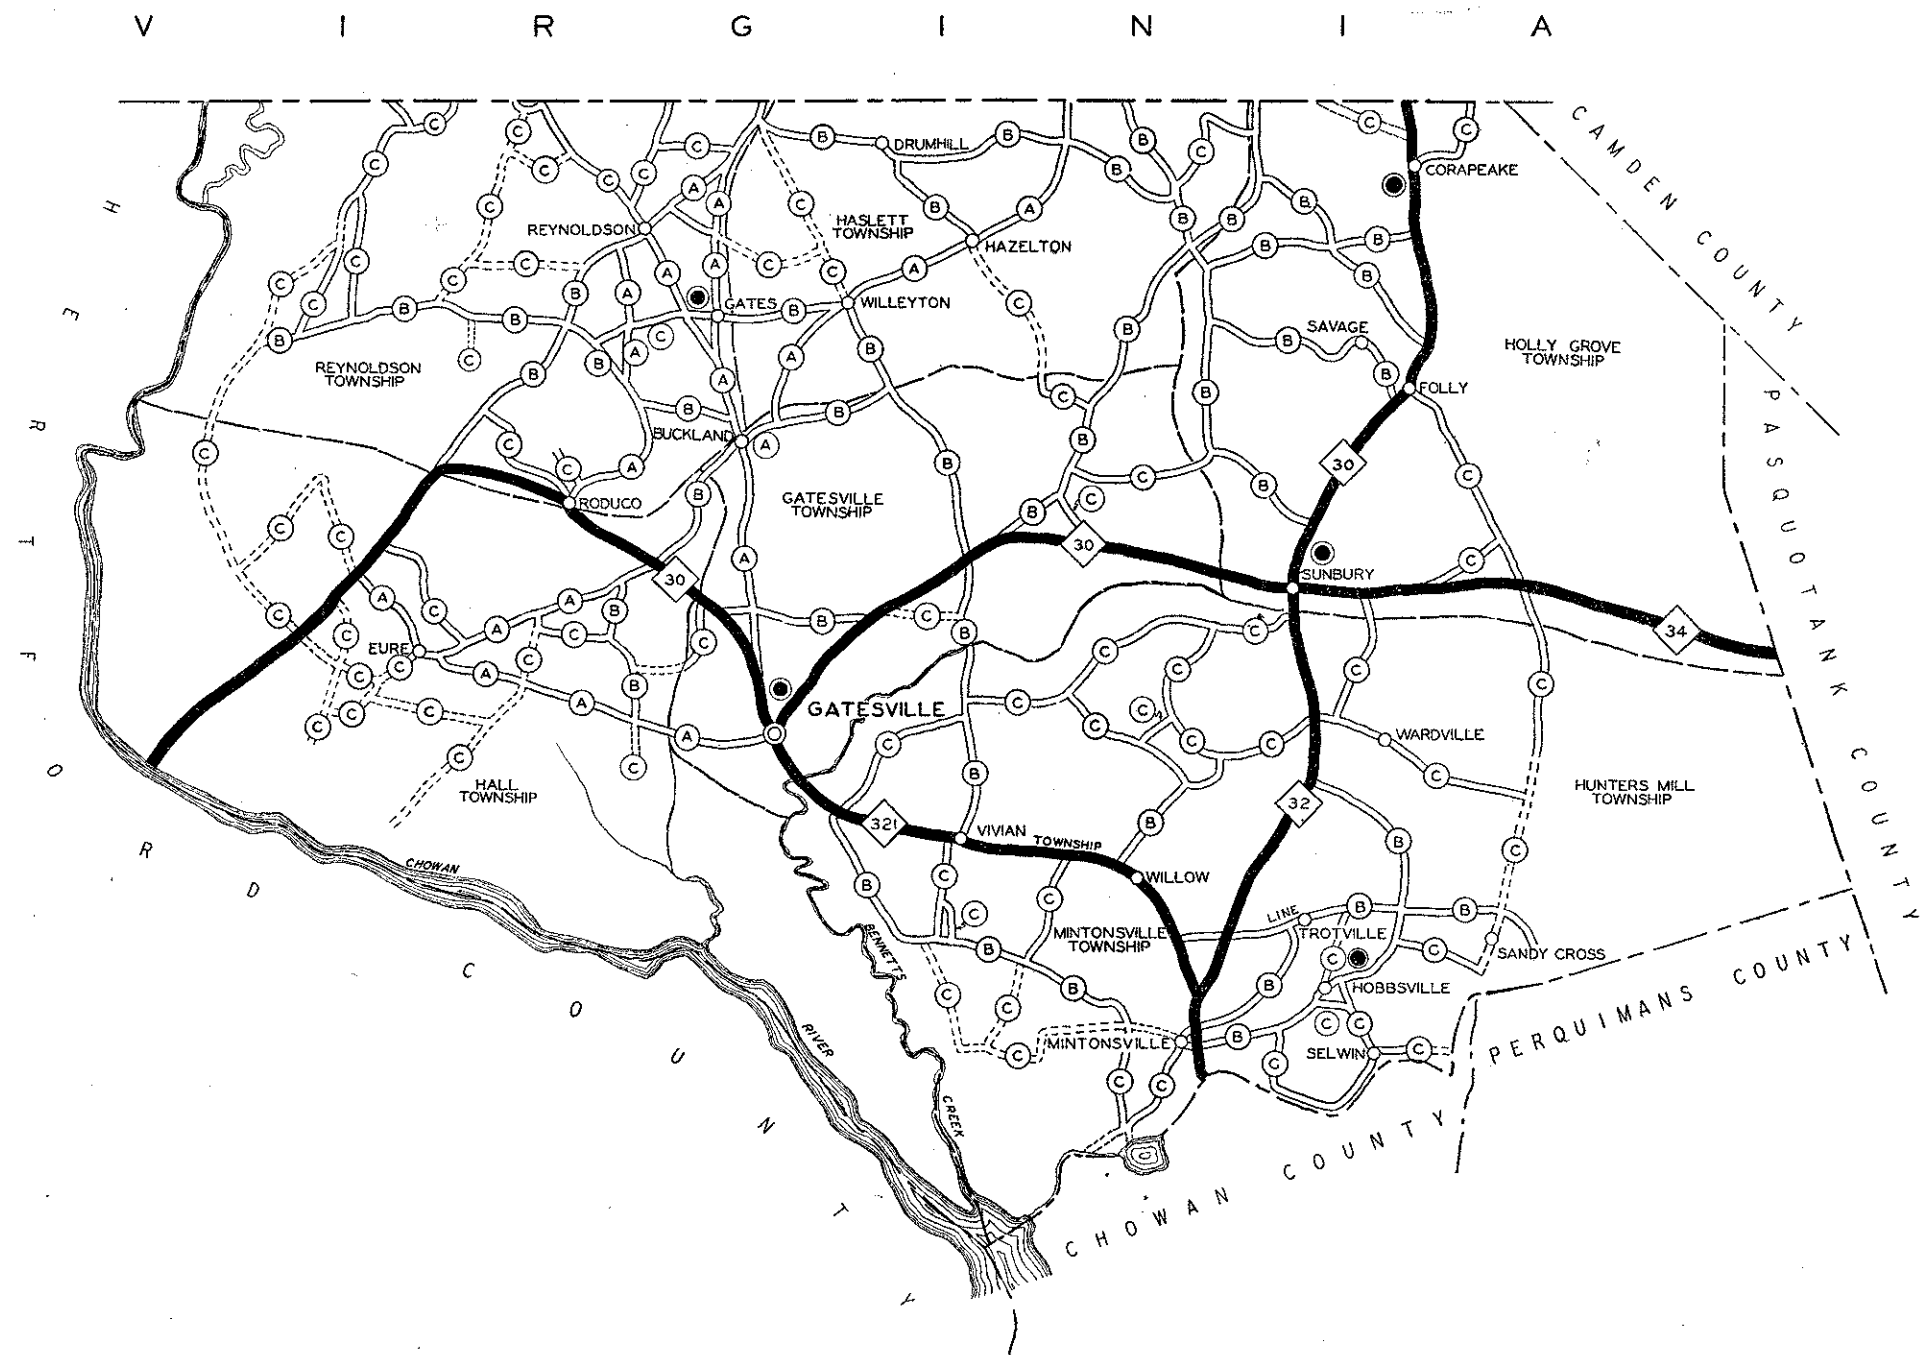 V I R G I N I A
CAMDEN COUNTY
PASQUOTANK COUNTY
PERQUIMANS COUNTY
CHOWAN COUNTY
HERTFORD COUNTY
DRUMHILL
CORAPEAKE
REYNOLDSON
HASLETT
TOWNSHIP
HAZELTON
GATES
WILLEYTON
SAVAGE
HOLLY GROVE
TOWNSHIP
REYNOLDSON
TOWNSHIP
FOLLY
BUCKLAND
30
RODUCO
GATESVILLE
TOWNSHIP
30
30
SUNBURY
34
EURE
GATESVILLE
WARDVILLE
HALL
TOWNSHIP
HUNTERS MILL
TOWNSHIP
32
321
VIVIAN
TOWNSHIP
LINE
WILLOW
CHOWAN
RIVER
BENNETTS
CREEK
MINTONSVILLE
TOWNSHIP
TROTVILLE
SANDY CROSS
HOBBSVILLE
MINTONSVILLE
SELWIN
A
B
C